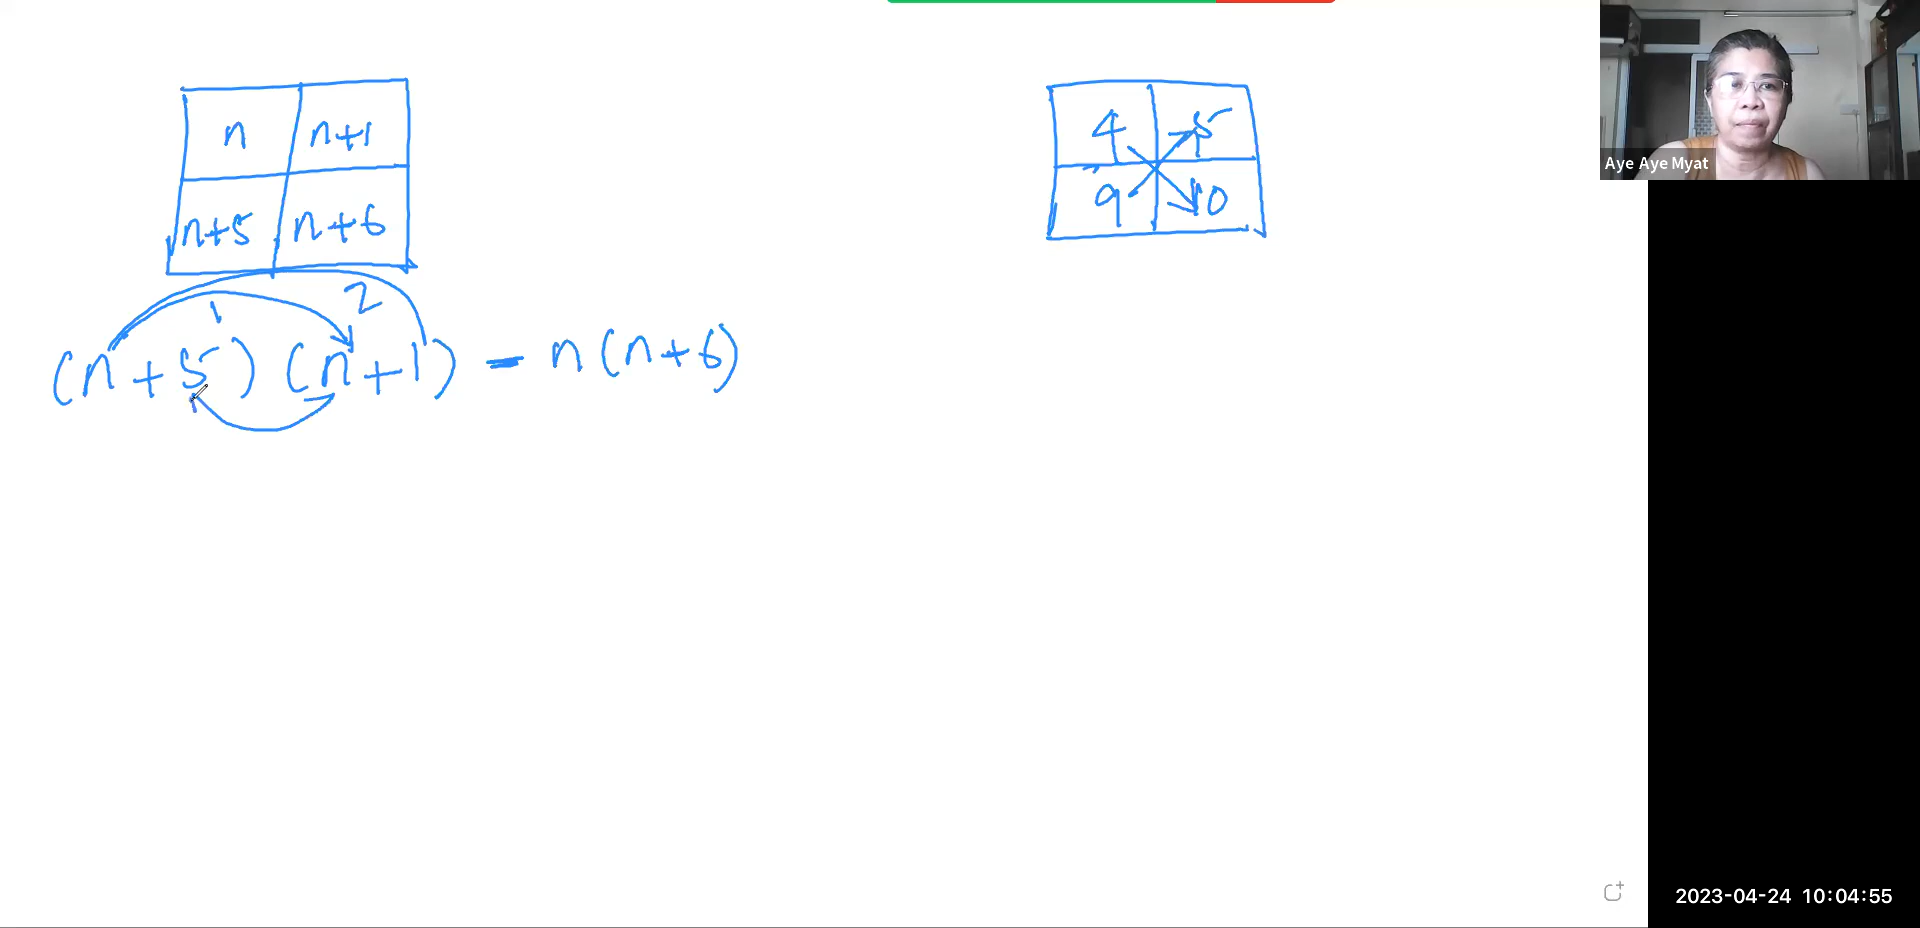 n n+1
n+5 n+6
4 5
9 10
Aye Aye Myat
1 2
(n+5) (n+1) - n(n+6)
2023-04-24 10:04:55